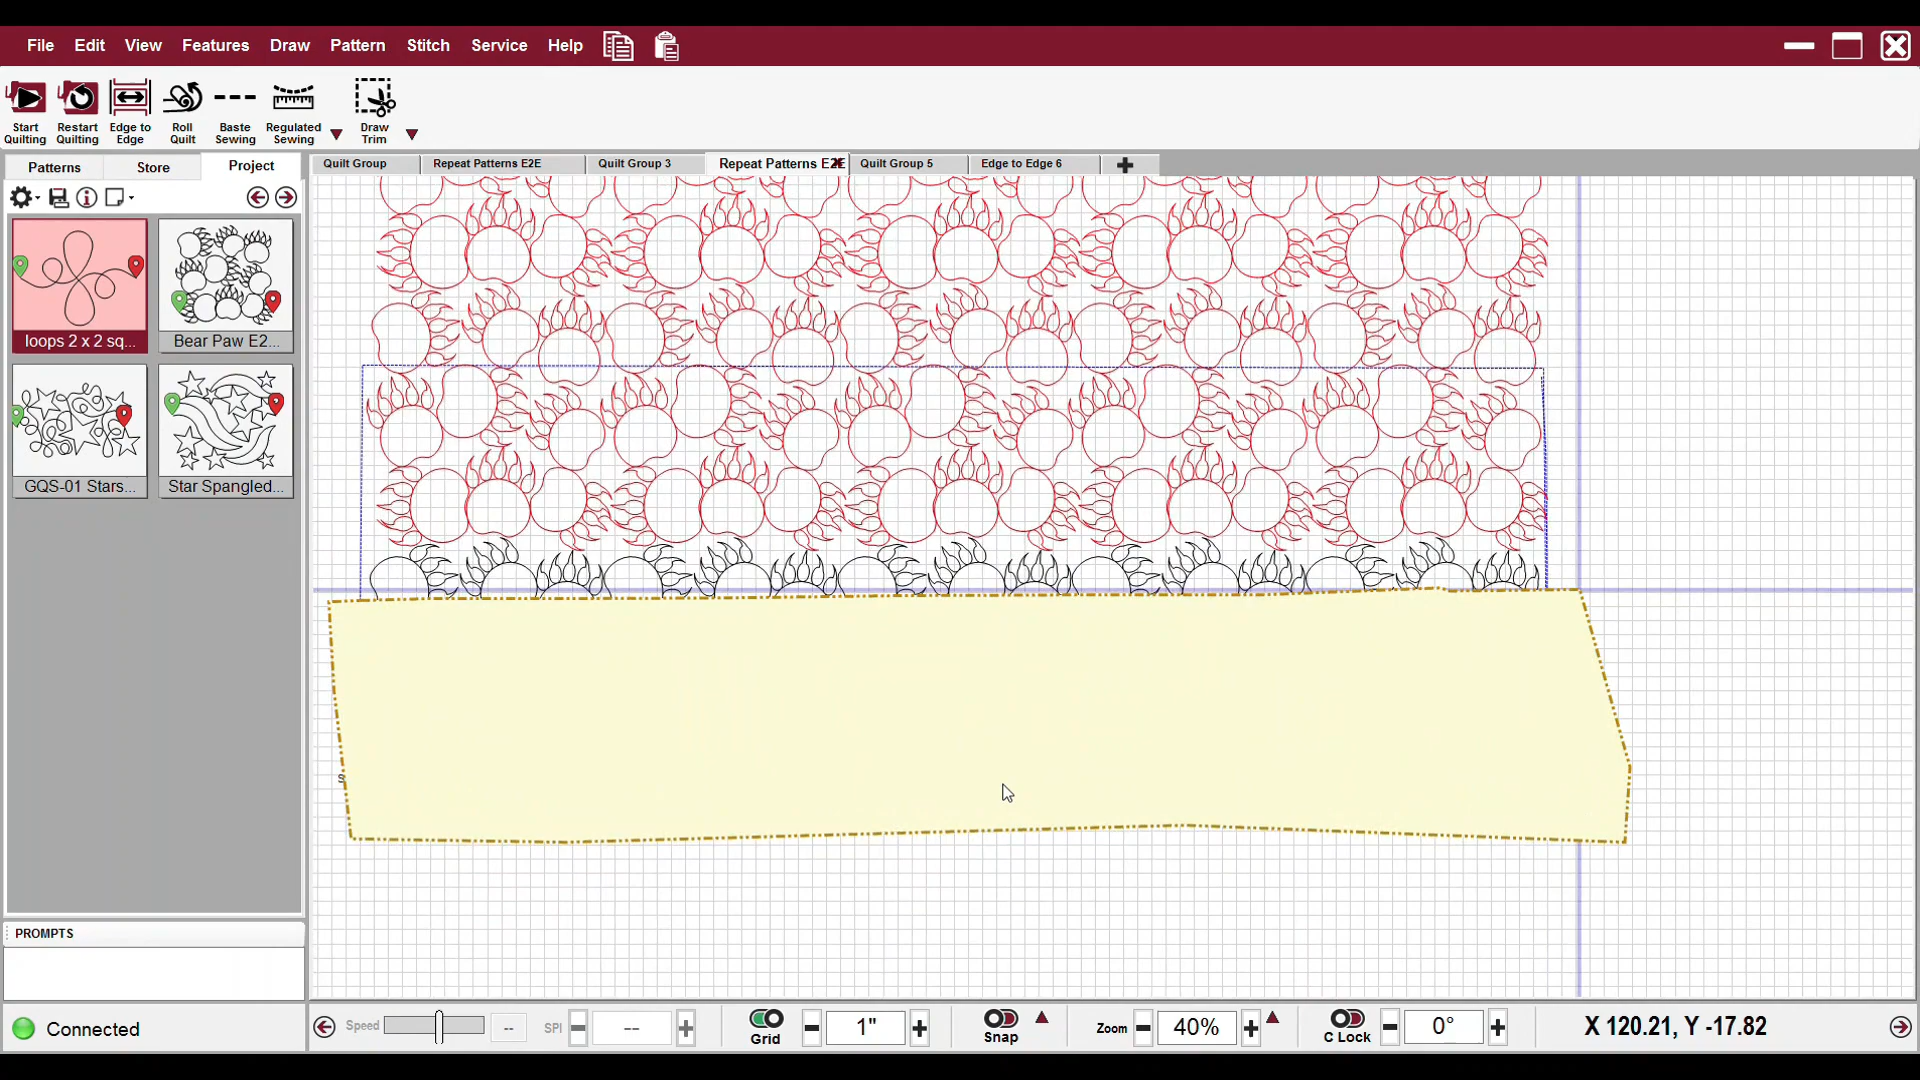 File Edit View Features Draw Pattern Stitch Service Help
Start Quilting
Restart Quilting
Edge to Edge
Roll Quilt
Baste Sewing
Regulated Sewing
Draw Trim
Patterns Store Project
Quilt Group
Repeat Patterns E2E
Quilt Group 3
Repeat Patterns E2E
Quilt Group 5
Edge to Edge 6
loops 2 x 2 sq...
Bear Paw E2...
GQS-01 Stars...
Star Spangled...
S
PROMPTS
Connected
Speed -- SPI --
Grid 1"
Snap
Zoom 40%
C Lock 0°
X 120.21, Y -17.82